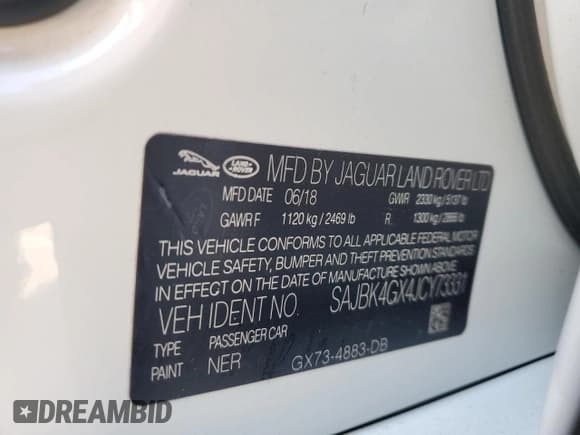 JAGUAR LAND ROVER MFD BY JAGUAR LAND ROVER LTD
MFD DATE 06/18 GVWR 2330 kg / 5137 lb
GAWR F 1120 kg / 2469 lb R 1300 kg / 2866 lb
THIS VEHICLE CONFORMS TO ALL APPLICABLE FEDERAL MOTOR
VEHICLE SAFETY, BUMPER AND THEFT PREVENTION STANDARDS
IN EFFECT ON THE DATE OF MANUFACTURE SHOWN ABOVE.
VEH IDENT NO. SAJBK4GX4JCY73331
TYPE PASSENGER CAR
PAINT NER GX73-4883-DB
DREAMBID